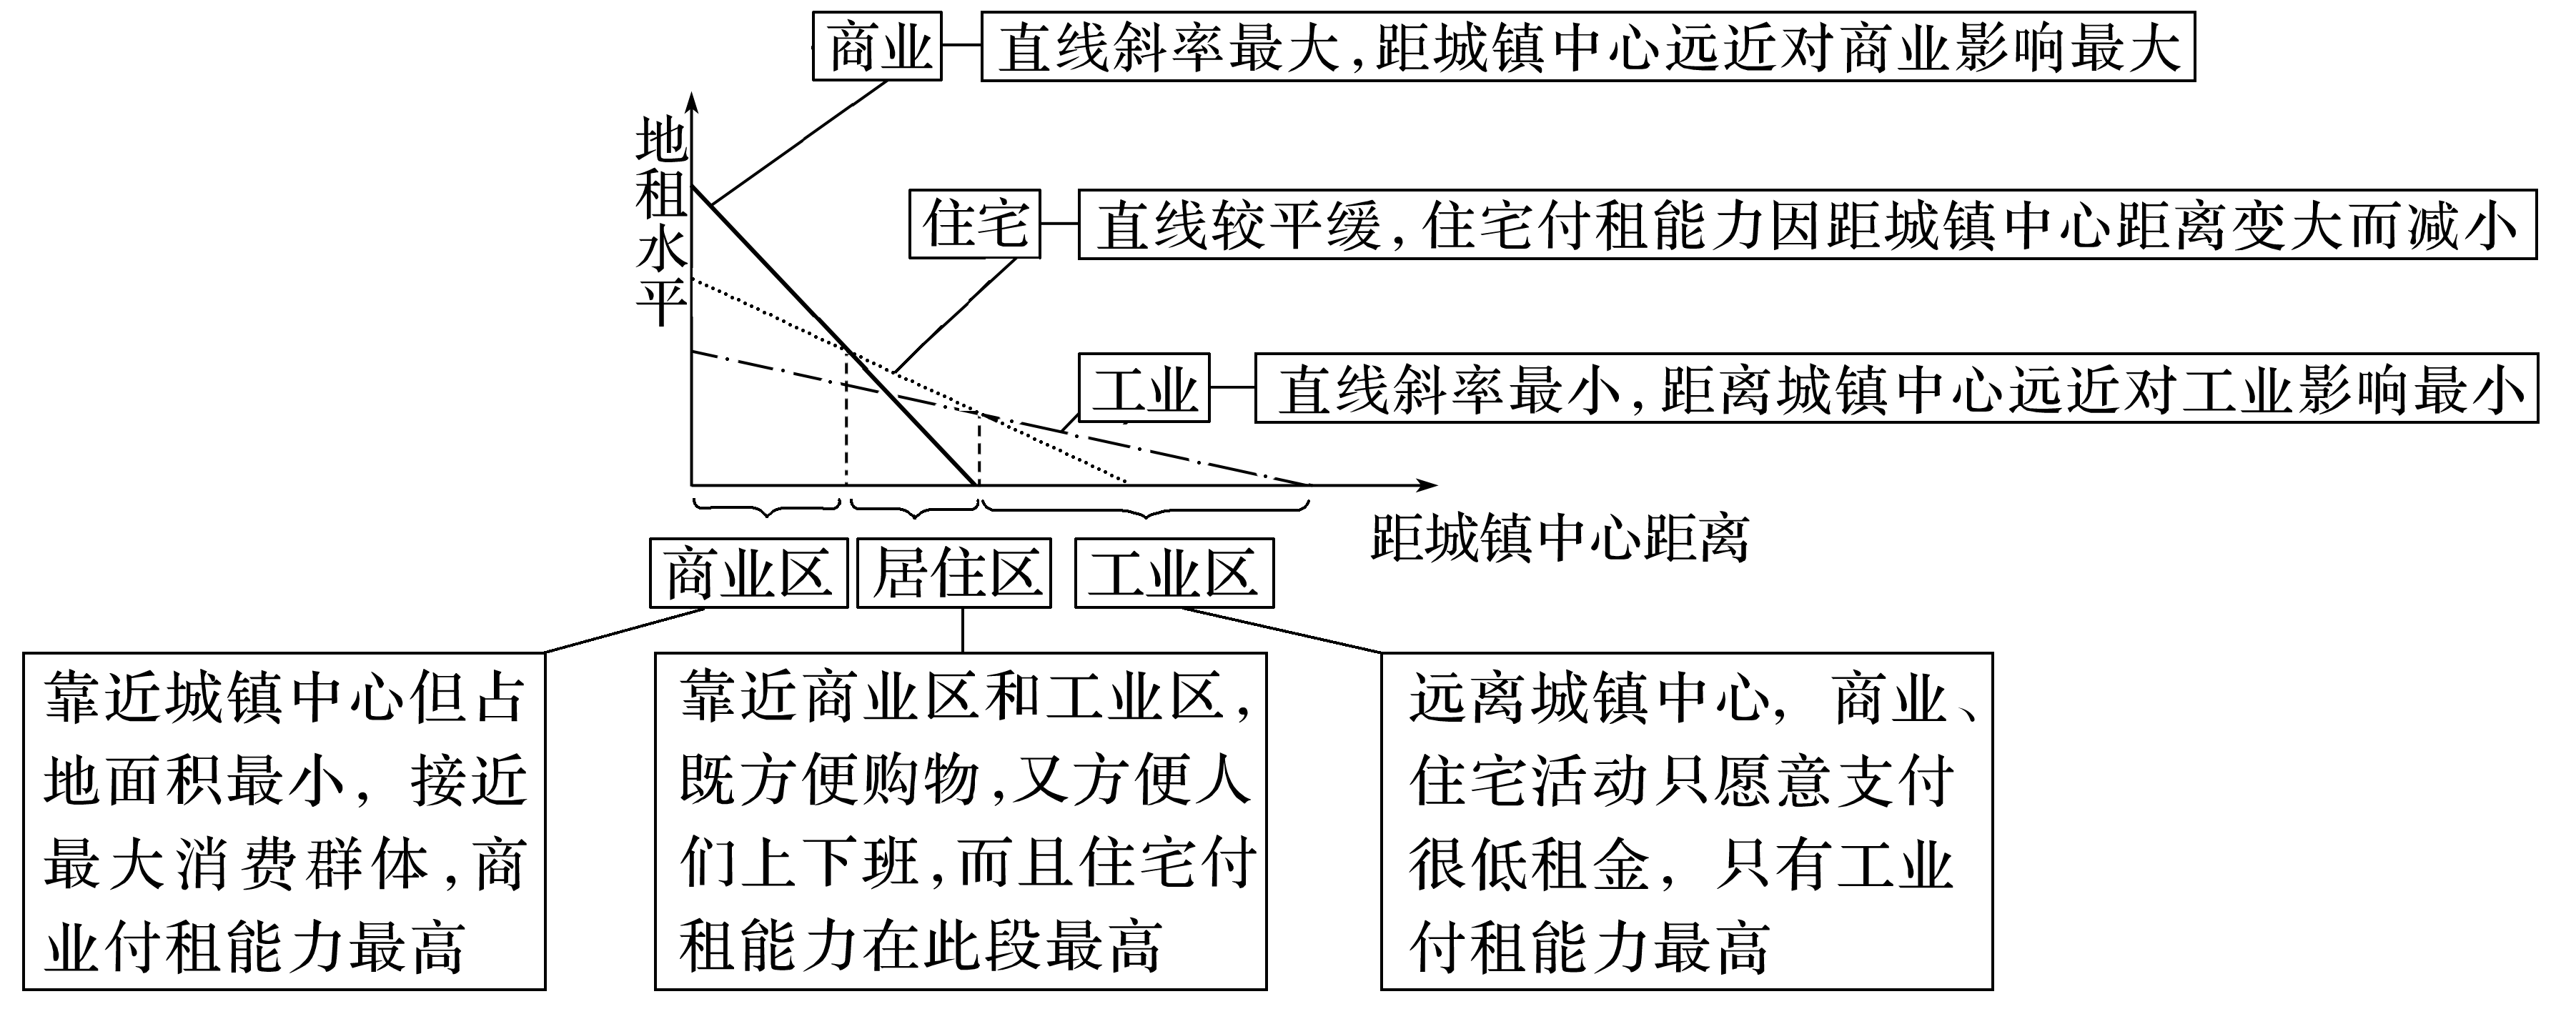 商业
直线斜率最大,距城镇中心远近对商业影响最大
地租水平
住宅
直线较平缓,住宅付租能力因距城镇中心距离变大而减小
工业
直线斜率最小,距离城镇中心远近对工业影响最小
距城镇中心距离
商业区
居住区
工业区
靠近城镇中心但占
地面积最小，接近
最大消费群体,商
业付租能力最高
靠近商业区和工业区,
既方便购物,又方便人
们上下班,而且住宅付
租能力在此段最高
远离城镇中心，商业、
住宅活动只愿意支付
很低租金，只有工业
付租能力最高